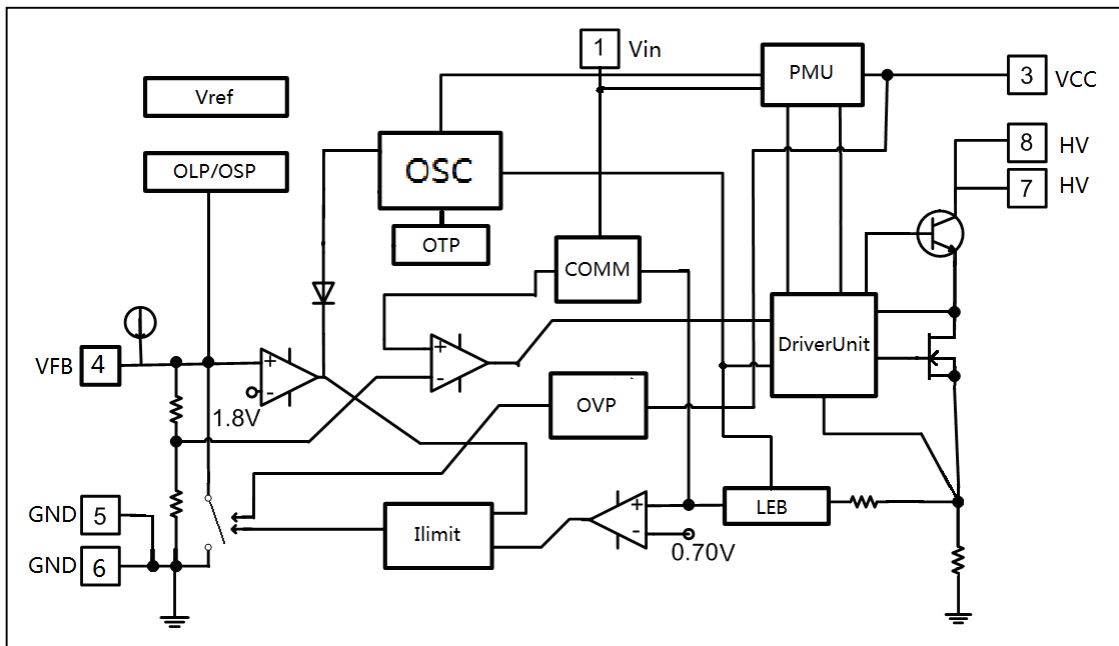 1 Vin
PMU
3 VCC
Vref
8 HV
OSC
OLP/OSP
7 HV
OTP
COMM
+
-
DriverUnit
VFB 4
+
-
1.8V
OVP
GND 5
Ilimit
+
-
0.70V
LEB
GND 6